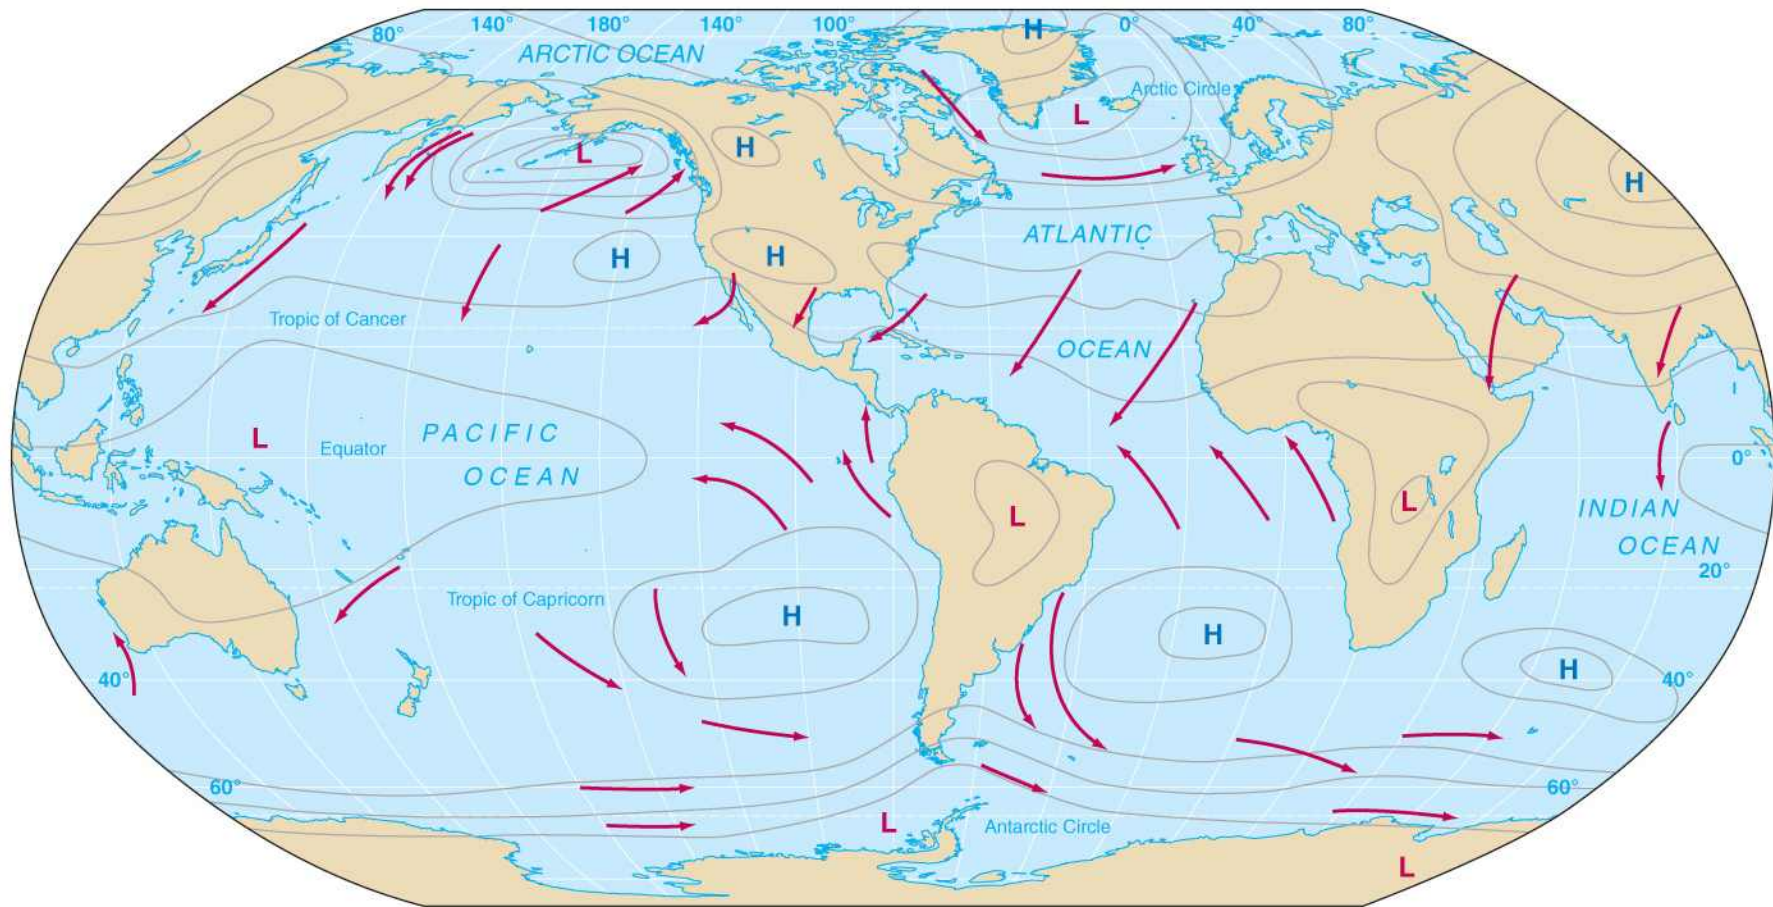 140° 180° 140° 100° H 0° 40° 80°
80°
ARCTIC OCEAN
Arctic Circle
L
H
L
H
ATLANTIC
H
H
Tropic of Cancer
OCEAN
L
Equator
PACIFIC
OCEAN
0°
L
L
INDIAN
OCEAN
20°
Tropic of Capricorn
H
H
H
40°
40°
60°
60°
L
Antarctic Circle
L